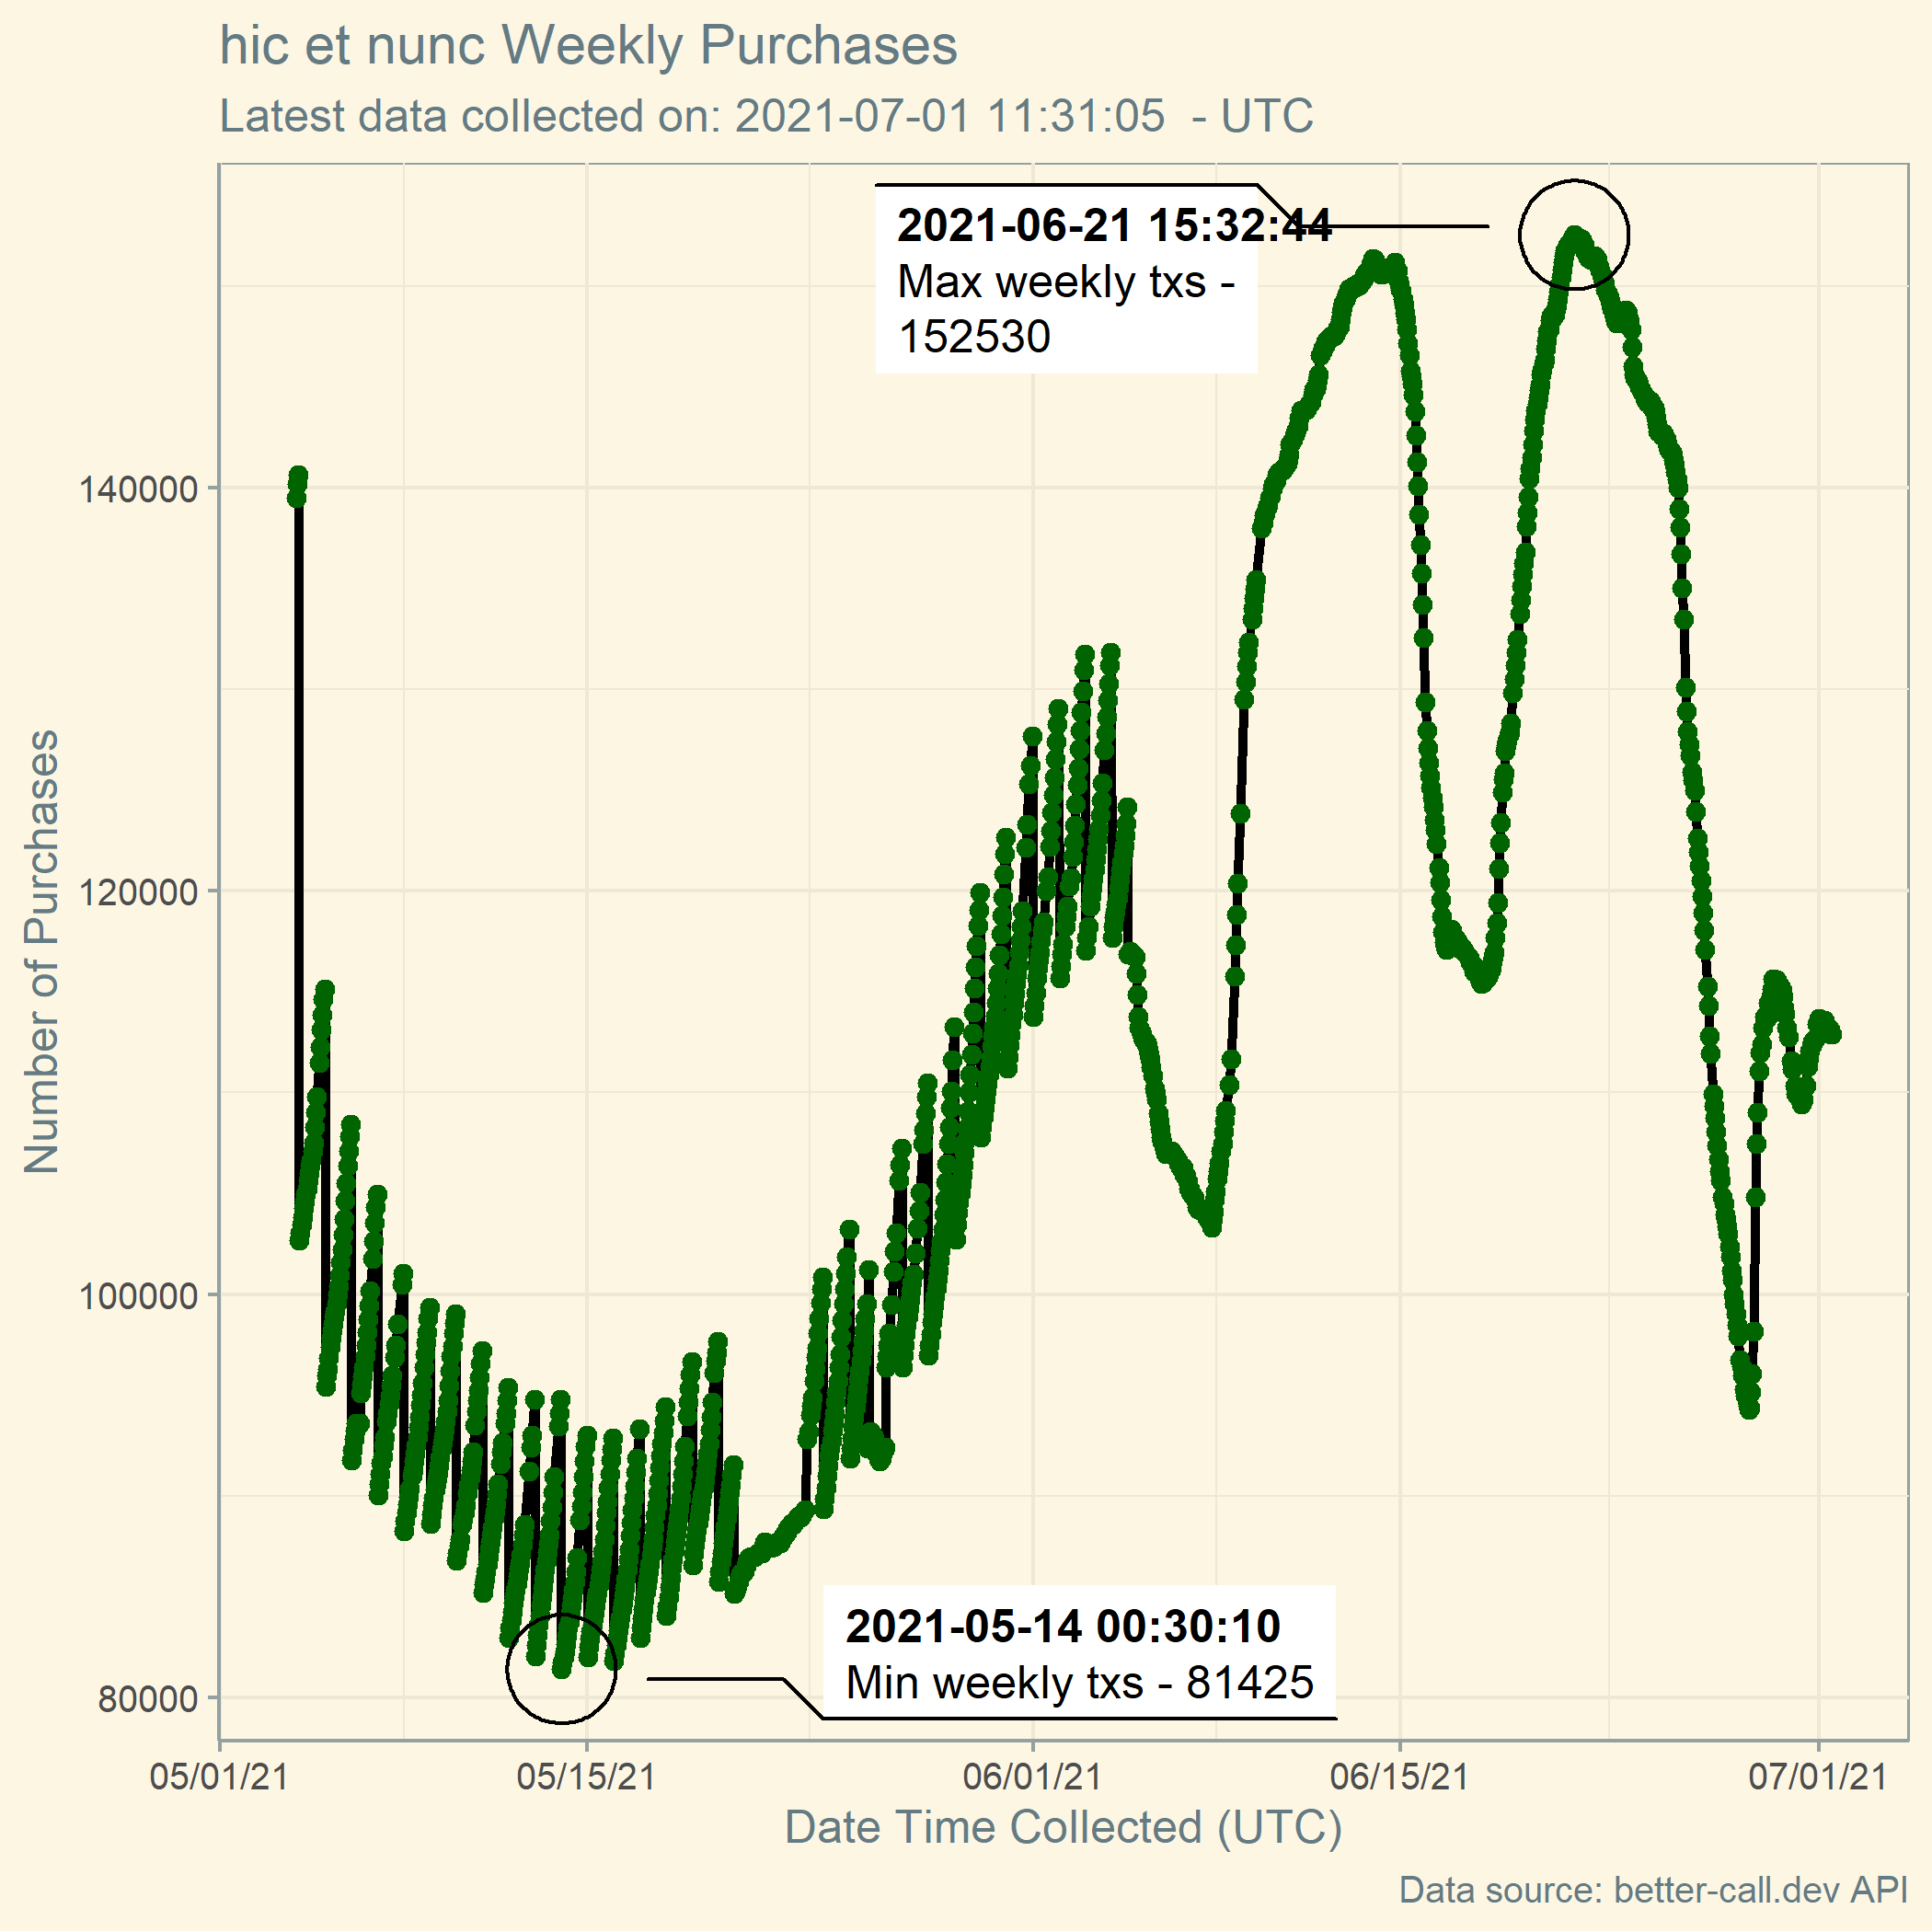 hic et nunc Weekly Purchases
Latest data collected on: 2021-07-01 11:31:05  - UTC
2021-06-21 15:32:44
Max weekly txs -
152530
140000
120000
100000
80000
Number of Purchases
2021-05-14 00:30:10
Min weekly txs - 81425
05/01/21 05/15/21 06/01/21 06/15/21 07/01/21
Date Time Collected (UTC)
Data source: better-call.dev API